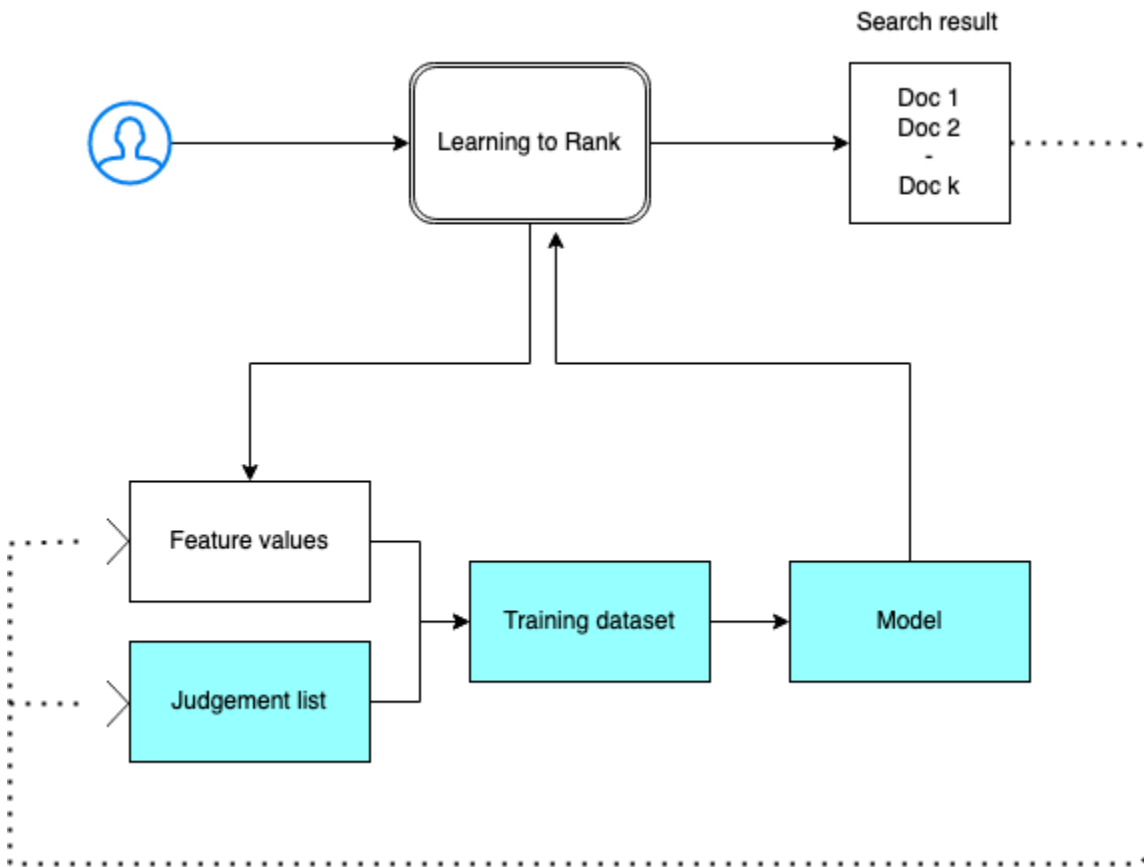 Search result
Learning to Rank
Doc 1
Doc 2
-
Doc k
Feature values
Training dataset
Model
Judgement list